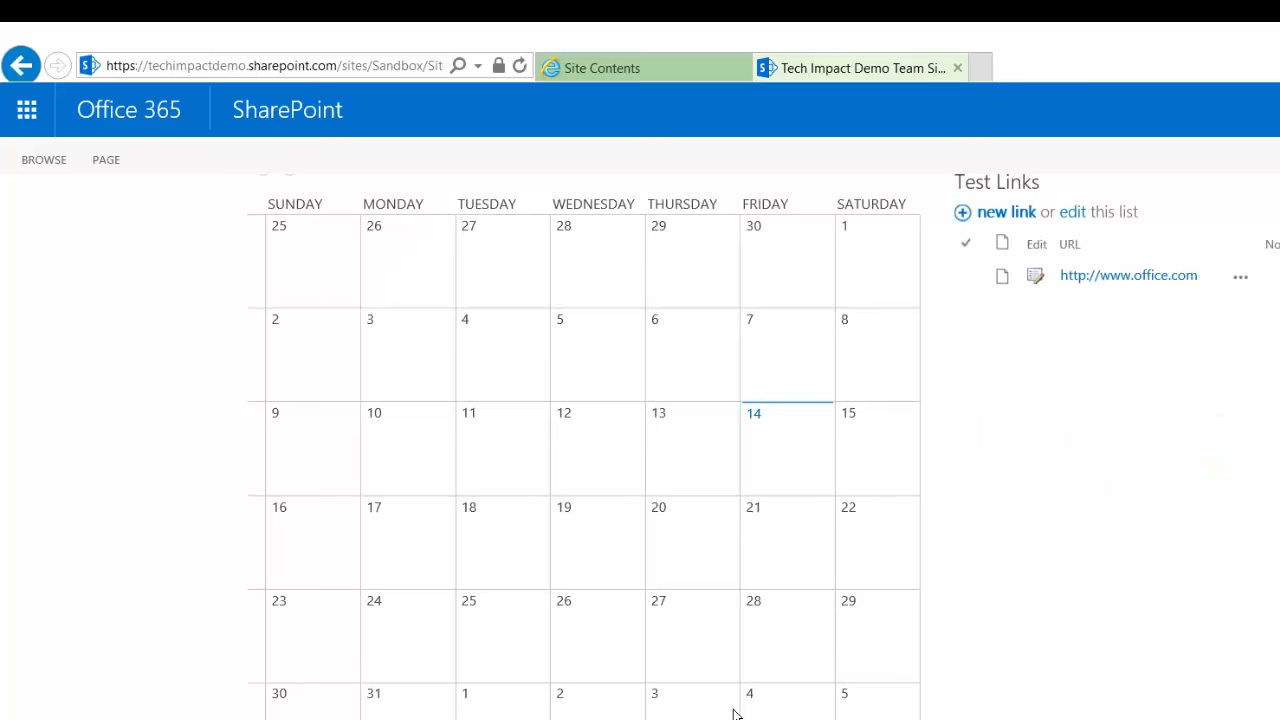 https://techimpactdemo.sharepoint.com/sites/Sandbox/Sit
Site Contents
Tech Impact Demo Team Si...
Office 365
SharePoint
BROWSE PAGE
Test Links
new link or edit this list
Edit URL No
http://www.office.com
SUNDAY MONDAY TUESDAY WEDNESDAY THURSDAY FRIDAY SATURDAY
25 26 27 28 29 30 1
2 3 4 5 6 7 8
9 10 11 12 13 14 15
16 17 18 19 20 21 22
23 24 25 26 27 28 29
30 31 1 2 3 4 5